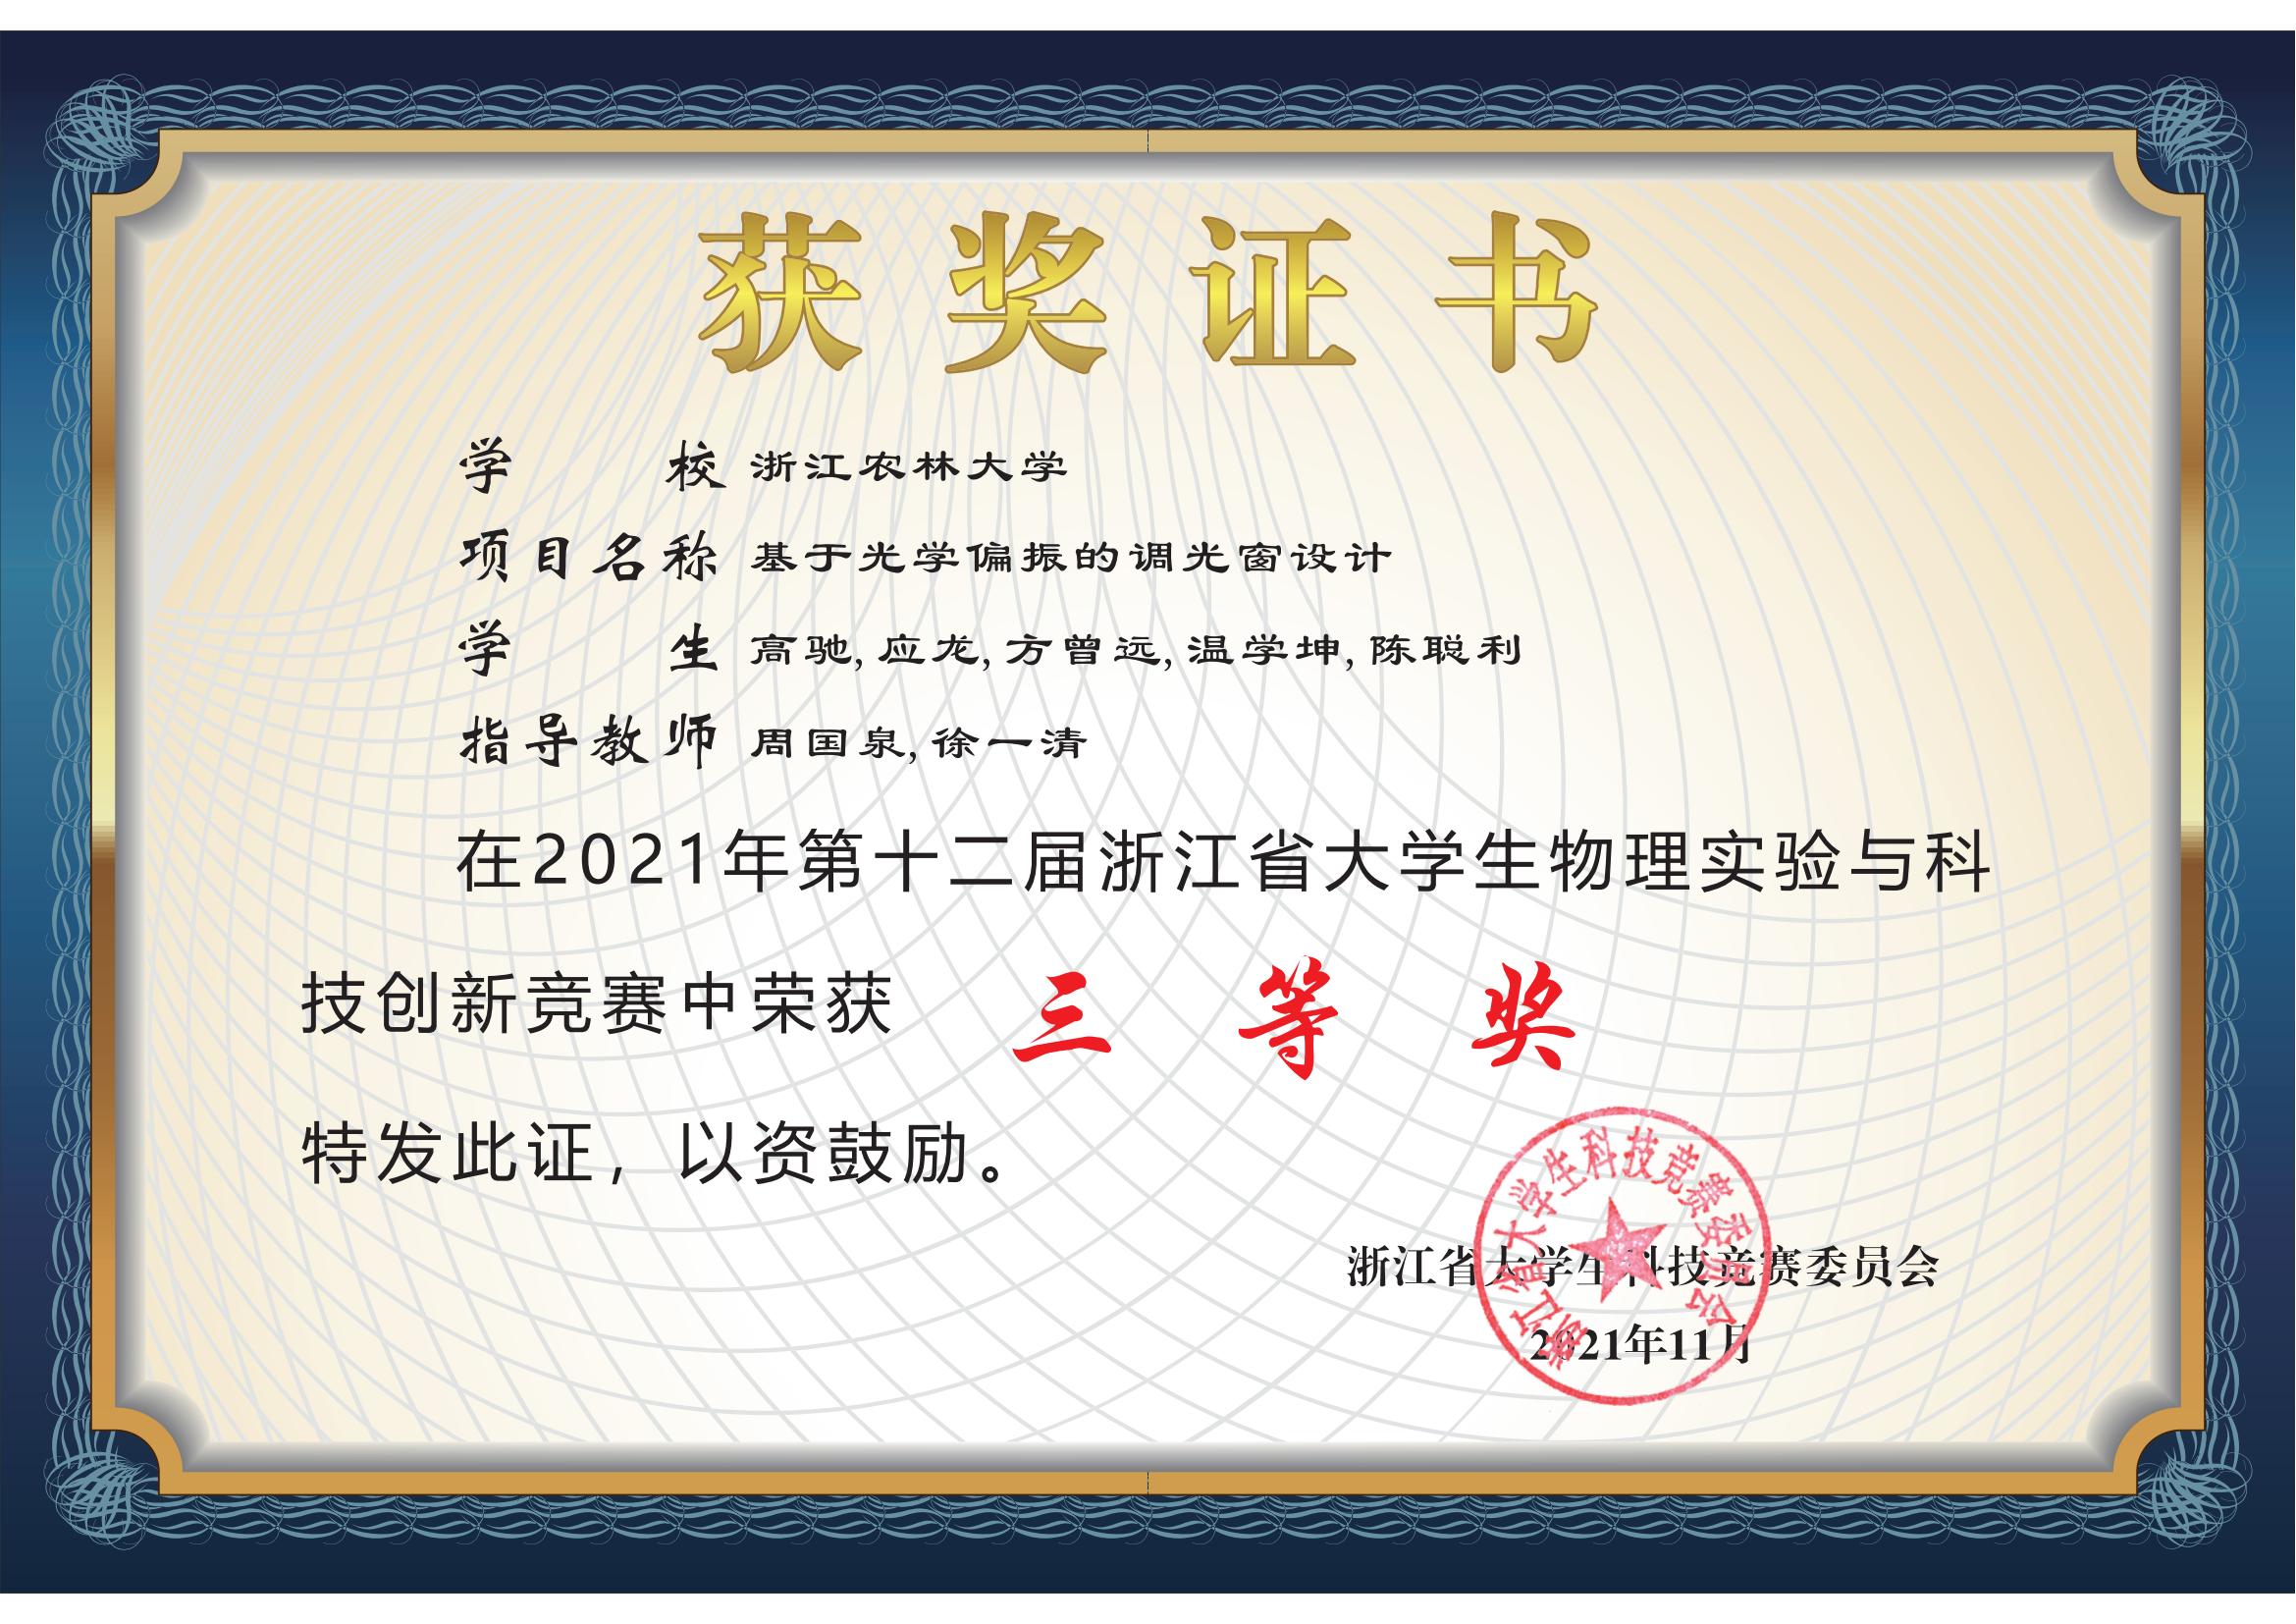 获奖证书
学校 浙江农林大学
项目名称 基于光学偏振的调光窗设计
学生 高驰,应龙,方曾远,温学坤,陈聪利
指导教师 周国泉,徐一清
在2021年第十二届浙江省大学生物理实验与科
技创新竞赛中荣获 三等奖
特发此证，以资鼓励。
浙江省大学生科技竞赛委员会
浙江省大学生科技竞赛委员会
2021年11月